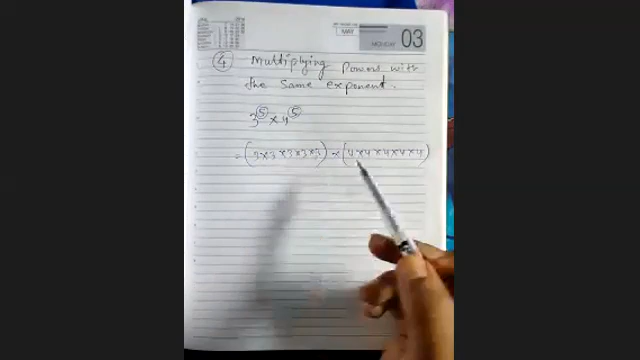 MAY
MONDAY 03
④ Multiplying Powers with
the Same exponent.
3⁵ × 4⁵
= (3×3×3×3×3) × (4×4×4×4×4)